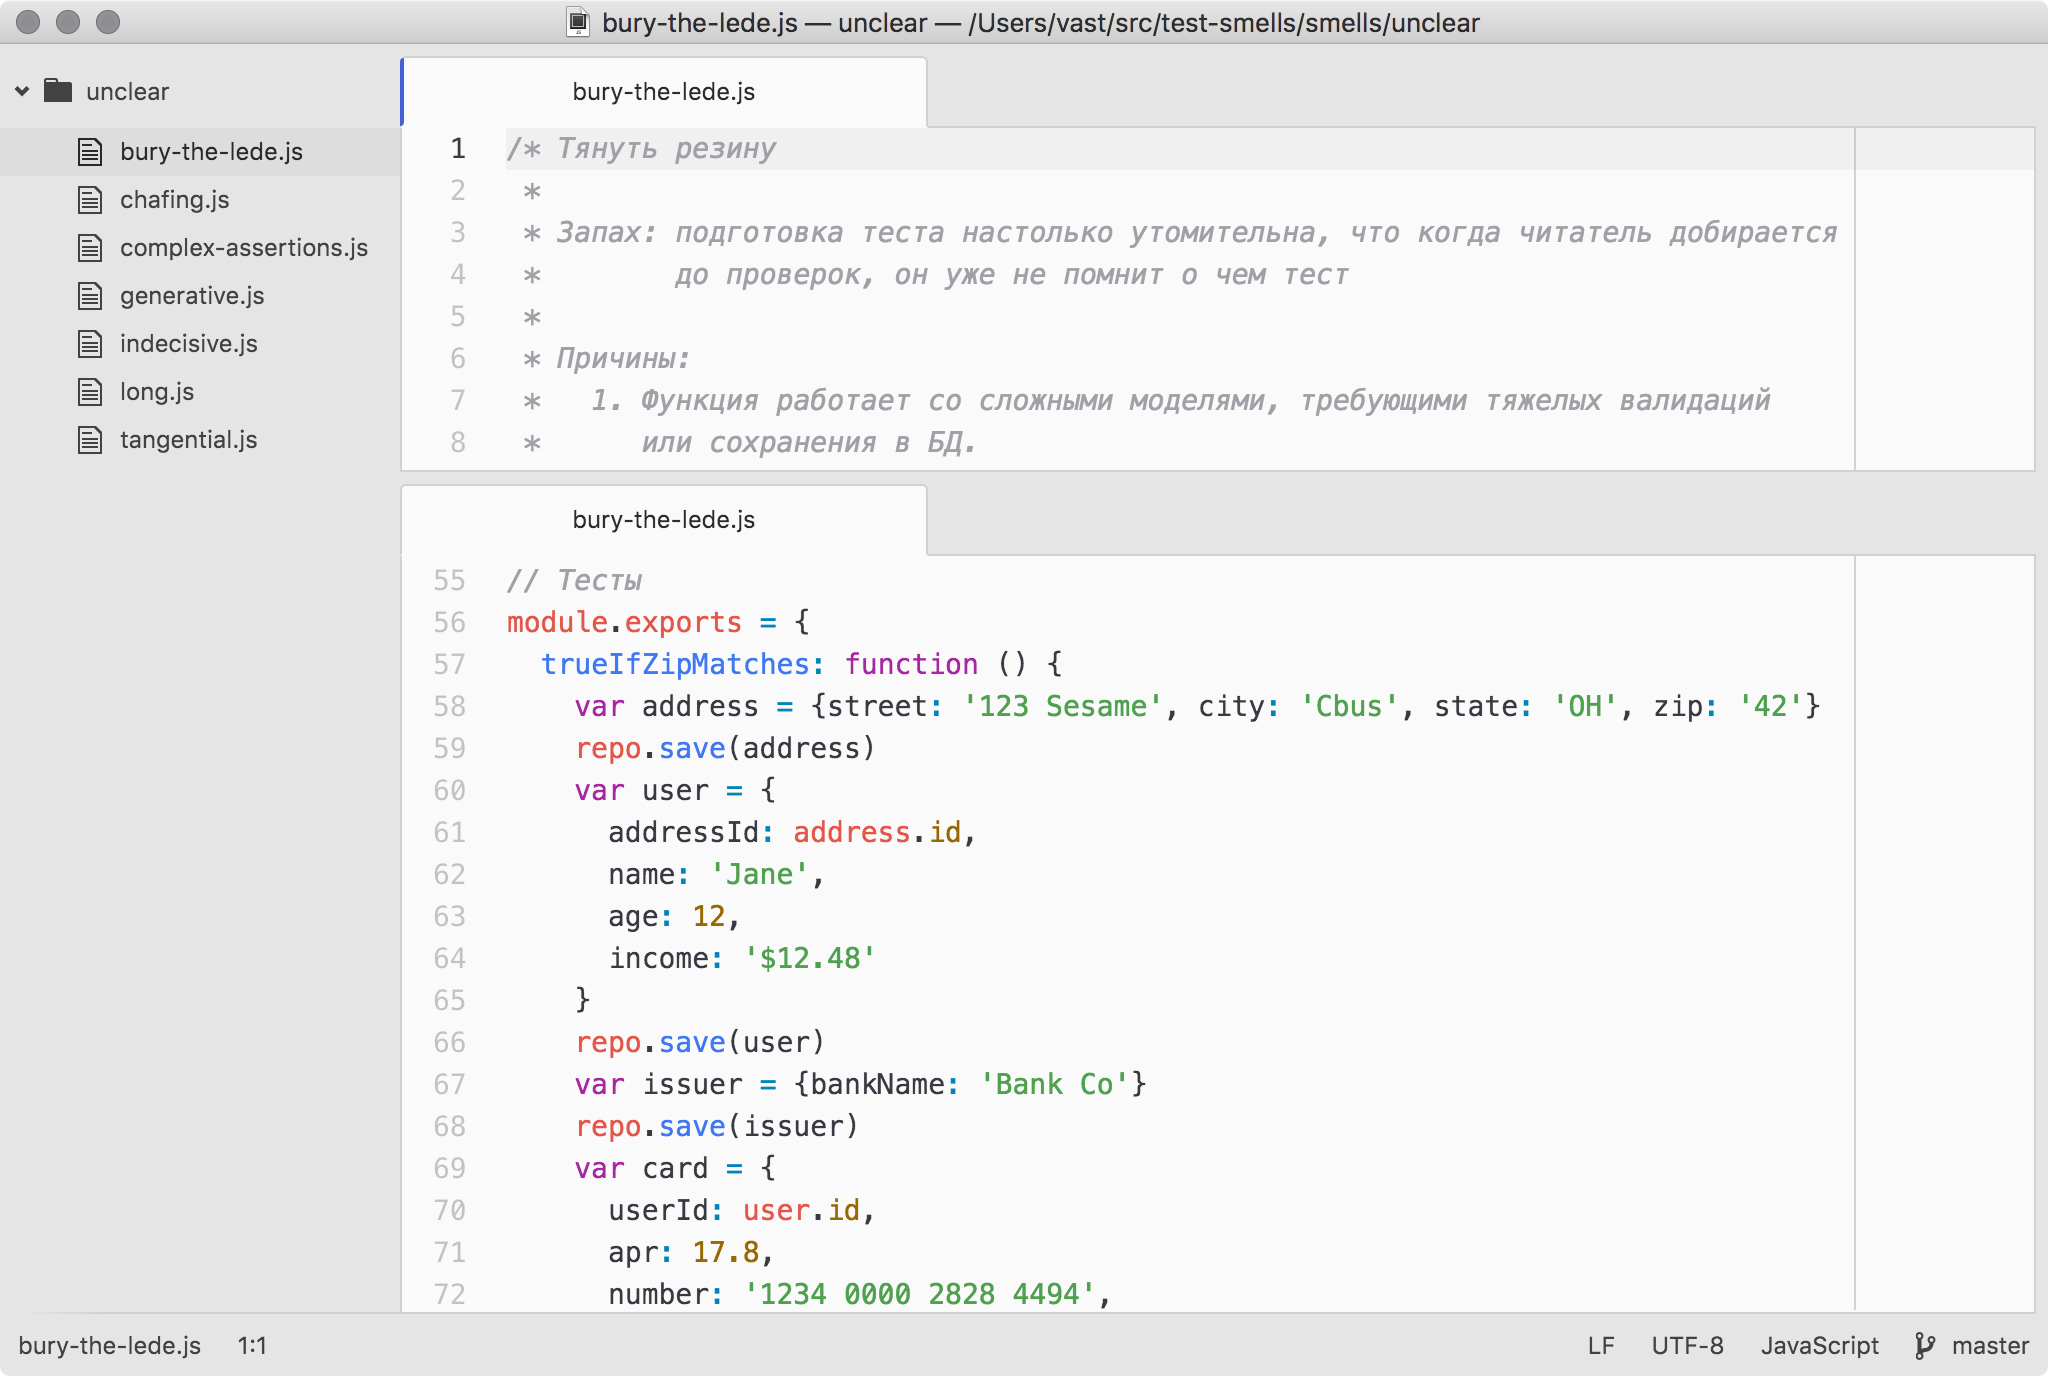 bury-the-lede.js — unclear — /Users/vast/src/test-smells/smells/unclear
unclear
bury-the-lede.js
chafing.js
complex-assertions.js
generative.js
indecisive.js
long.js
tangential.js
bury-the-lede.js
1 /* Тянуть резину
2  *
3  * Запах: подготовка теста настолько утомительна, что когда читатель добирается
4  *        до проверок, он уже не помнит о чем тест
5  *
6  * Причины:
7  *   1. Функция работает со сложными моделями, требующими тяжелых валидаций
8  *      или сохранения в БД.
bury-the-lede.js
55 // Тесты
56 module.exports = {
57   trueIfZipMatches: function () {
58     var address = {street: '123 Sesame', city: 'Cbus', state: 'OH', zip: '42'}
59     repo.save(address)
60     var user = {
61       addressId: address.id,
62       name: 'Jane',
63       age: 12,
64       income: '$12.48'
65     }
66     repo.save(user)
67     var issuer = {bankName: 'Bank Co'}
68     repo.save(issuer)
69     var card = {
70       userId: user.id,
71       apr: 17.8,
72       number: '1234 0000 2828 4494',
bury-the-lede.js 1:1 LF UTF-8 JavaScript master